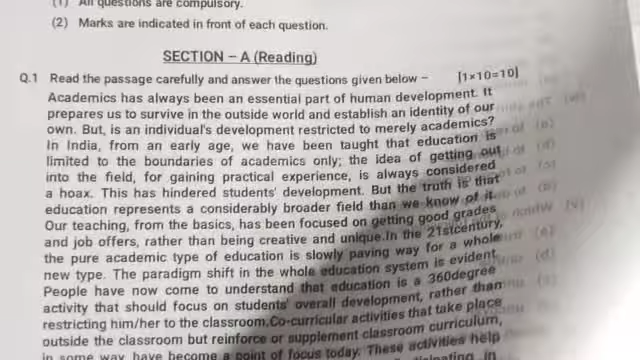 (1) All questions are compulsory.
(2) Marks are indicated in front of each question.
SECTION – A (Reading)
Q.1 Read the passage carefully and answer the questions given below – [1×10=10]
Academics has always been an essential part of human development. It
prepares us to survive in the outside world and establish an identity of our
own. But, is an individual's development restricted to merely academics?
In India, from an early age, we have been taught that education is
limited to the boundaries of academics only; the idea of getting out
into the field, for gaining practical experience, is always considered
a hoax. This has hindered students' development. But the truth is that
education represents a considerably broader field than we know of it.
Our teaching, from the basics, has been focused on getting good grades
and job offers, rather than being creative and unique.In the 21stcentury,
the pure academic type of education is slowly paving way for a whole
new type. The paradigm shift in the whole education system is evident
People have now come to understand that education is a 360degree
activity that should focus on students' overall development, rather than
restricting him/her to the classroom.Co-curricular activities that take place
outside the classroom but reinforce or supplement classroom curriculum,
in some way have become a point of focus today. These activities help
in